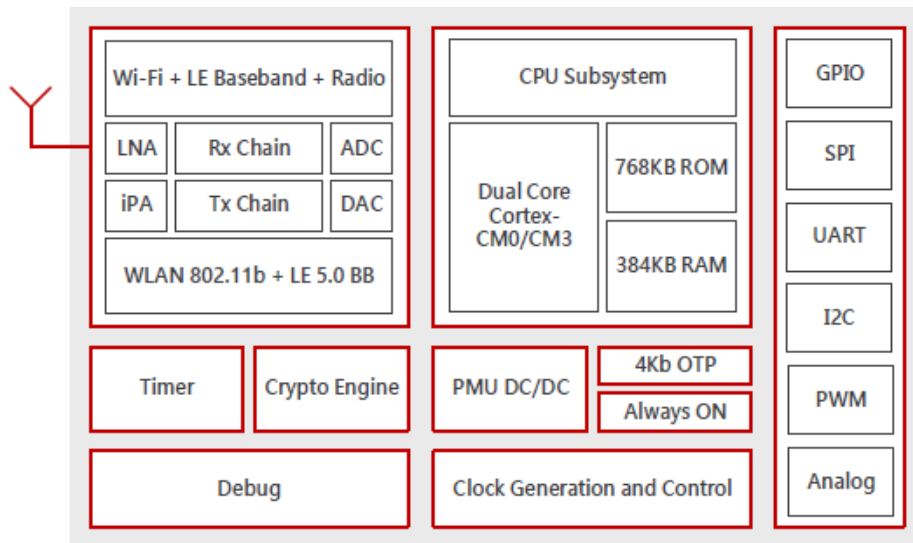 Wi-Fi + LE Baseband + Radio
LNA
Rx Chain
ADC
iPA
Tx Chain
DAC
WLAN 802.11b + LE 5.0 BB
CPU Subsystem
Dual Core
Cortex-
CM0/CM3
768KB ROM
384KB RAM
GPIO
SPI
UART
I2C
PWM
Analog
Timer
Crypto Engine
PMU DC/DC
4Kb OTP
Always ON
Debug
Clock Generation and Control